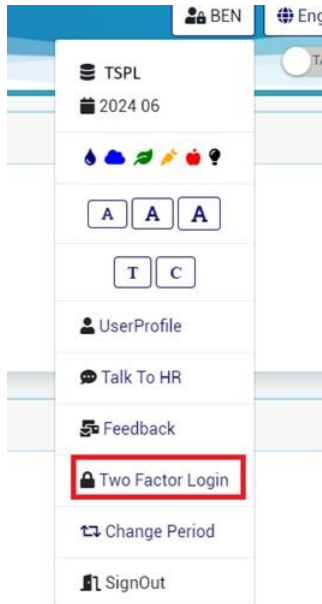 BEN
Eng
TSPL
2024 06
A A A
T C
UserProfile
Talk To HR
Feedback
Two Factor Login
Change Period
SignOut